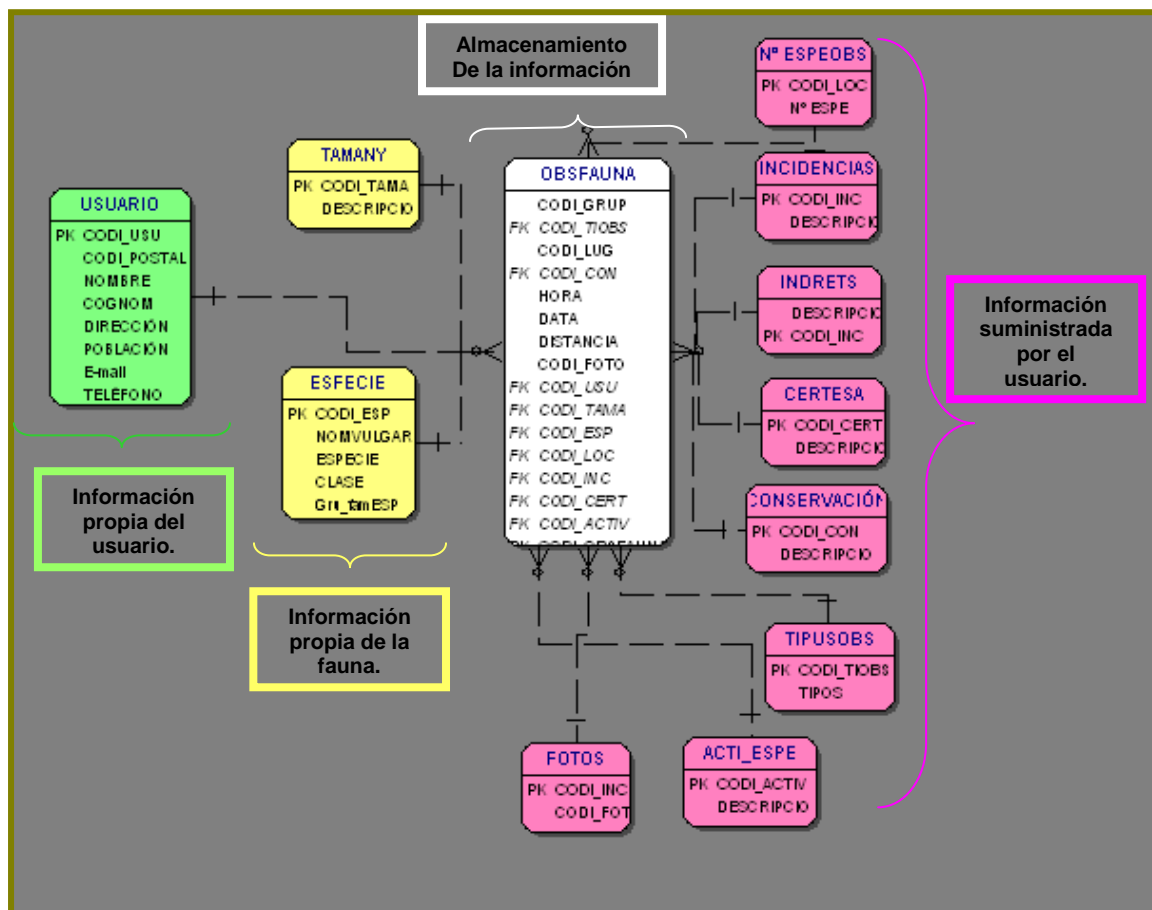 Almacenamiento
De la información
Nº ESPEOBS
PK CODI_LOC
Nº ESPE
TAMANY
PK CODI_TAMA
DESCRIPCIO
USUARIO
PK CODI_USU
CODI_POSTAL
NOMBRE
COGNOM
DIRECCIÓN
POBLACIÓN
E-mail
TELÉFONO
ESFECIE
PK CODI_ESP
NOMVULGAR
ESPECIE
CLASE
Gru_famESP
OBSFAUNA
CODI_GRUP
FK CODI_TIOBS
CODI_LUG
FK CODI_CON
HORA
DATA
DISTANCIA
CODI_FOTO
FK CODI_USU
FK CODI_TAMA
FK CODI_ESP
FK CODI_LOC
FK CODI_INC
FK CODI_CERT
FK CODI_ACTIV
INCIDENCIAS
PK CODI_INC
DESCRIPCIO
INDRETS
DESCRIPCIO
PK CODI_INC
CERTESA
PK CODI_CERT
DESCRIPCIO
CONSERVACIÓN
PK CODI_CON
DESCRIPCIO
TIPUSOBS
PK CODI_TIOBS
TIPOS
FOTOS
PK CODI_INC
CODI_FOT
ACTI_ESPE
PK CODI_ACTIV
DESCRIPCIO
Información
propia del
usuario.
Información
propia de la
fauna.
Información
suministrada
por el
usuario.